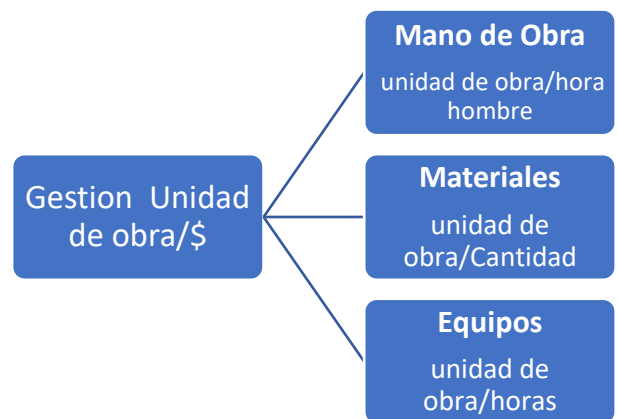 Mano de Obra
unidad de obra/hora
hombre
Gestion Unidad
de obra/$
Materiales
unidad de
obra/Cantidad
Equipos
unidad de
obra/horas